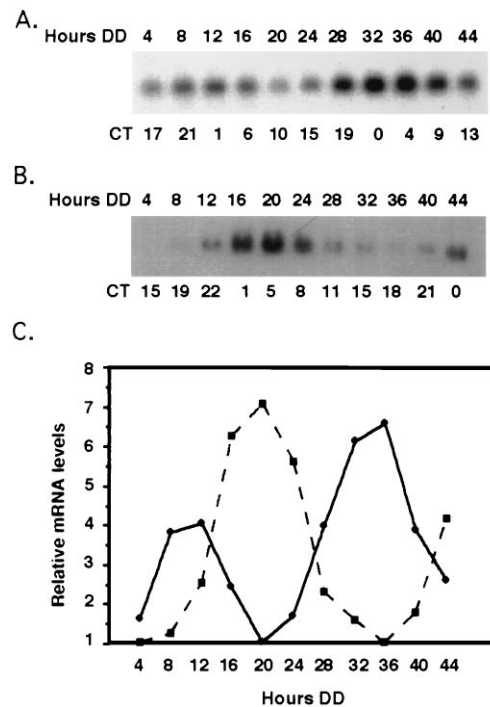 A.
Hours DD 4 8 12 16 20 24 28 32 36 40 44
CT 17 21 1 6 10 15 19 0 4 9 13
B.
Hours DD 4 8 12 16 20 24 28 32 36 40 44
CT 15 19 22 1 5 8 11 15 18 21 0
C.
Relative mRNA levels
8
7
6
5
4
3
2
1
4 8 12 16 20 24 28 32 36 40 44
Hours DD